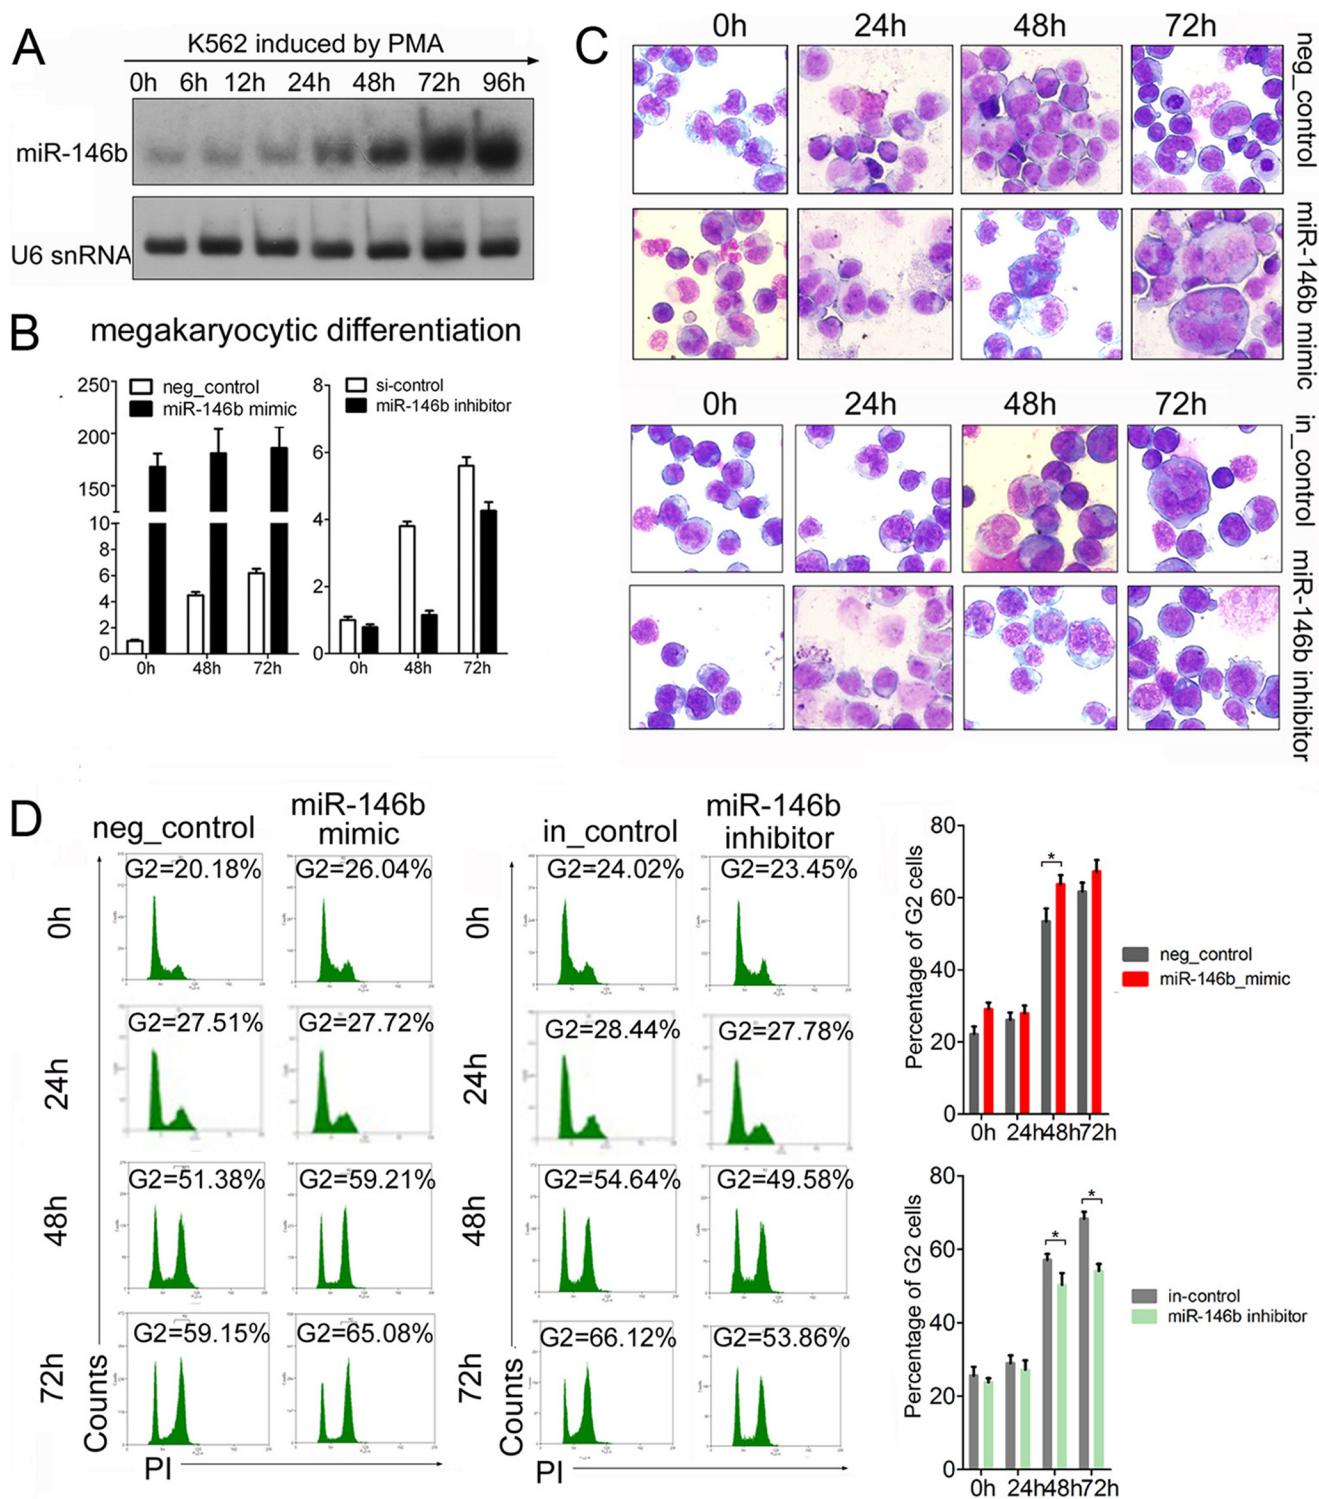 A
K562 induced by PMA
0h 6h 12h 24h 48h 72h 96h
miR-146b
U6 snRNA
B
megakaryocytic differentiation
neg_control
miR-146b mimic
250
200
150
10
8
6
4
2
0
0h 48h 72h
si-control
miR-146b inhibitor
8
6
4
2
0
0h 48h 72h
C
0h 24h 48h 72h
neg_control
miR-146b mimic
0h 24h 48h 72h
in_control
miR-146b inhibitor
D
neg_control
miR-146b
mimic
0h
G2=20.18% G2=26.04%
24h
G2=27.51% G2=27.72%
48h
G2=51.38% G2=59.21%
72h
G2=59.15% G2=65.08%
Counts
PI
in_control
miR-146b
inhibitor
0h
G2=24.02% G2=23.45%
24h
G2=28.44% G2=27.78%
48h
G2=54.64% G2=49.58%
72h
G2=66.12% G2=53.86%
Counts
PI
Percentage of G2 cells
80
60
40
20
0
*
0h 24h 48h 72h
neg_control
miR-146b_mimic
Percentage of G2 cells
80
60
40
20
0
*
*
0h 24h 48h 72h
in-control
miR-146b inhibitor